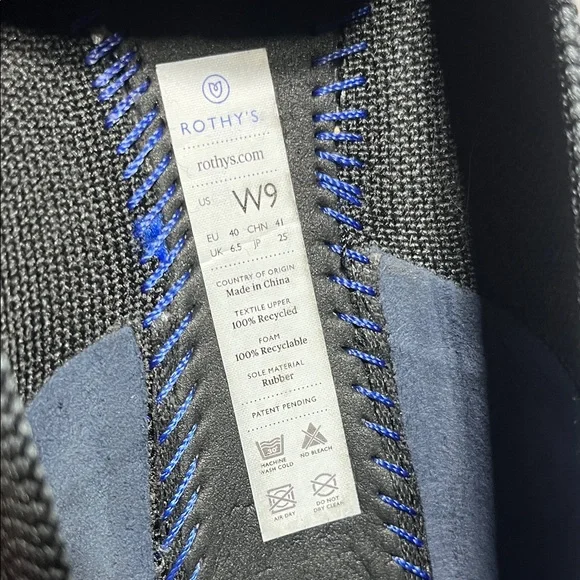 ROTHY'S
rothys.com
US W9
EU 40 CHN 41
UK 6.5 JP 25
COUNTRY OF ORIGIN
Made in China
TEXTILE UPPER
100% Recycled
FOAM
100% Recyclable
SOLE MATERIAL
Rubber
PATENT PENDING
30°
MACHINE WASH COLD
NO BLEACH
AIR DRY
DO NOT DRY CLEAN